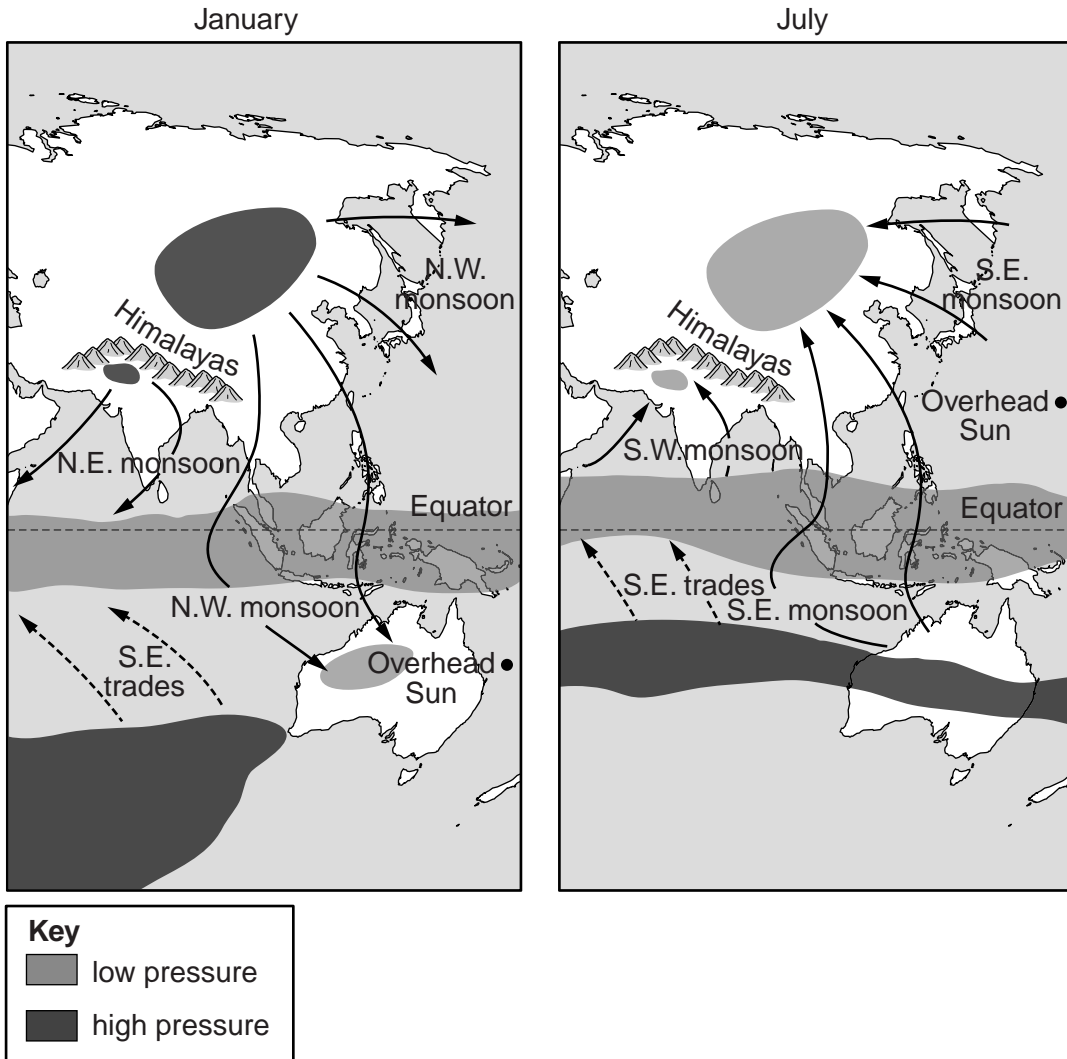 January
N.W.
monsoon
Himalayas
N.E. monsoon
Equator
N.W. monsoon
S.E.
trades
Overhead
Sun
July
S.E.
monsoon
Himalayas
Overhead
Sun
S.W.monsoon
Equator
S.E. trades
S.E. monsoon
Key
low pressure
high pressure